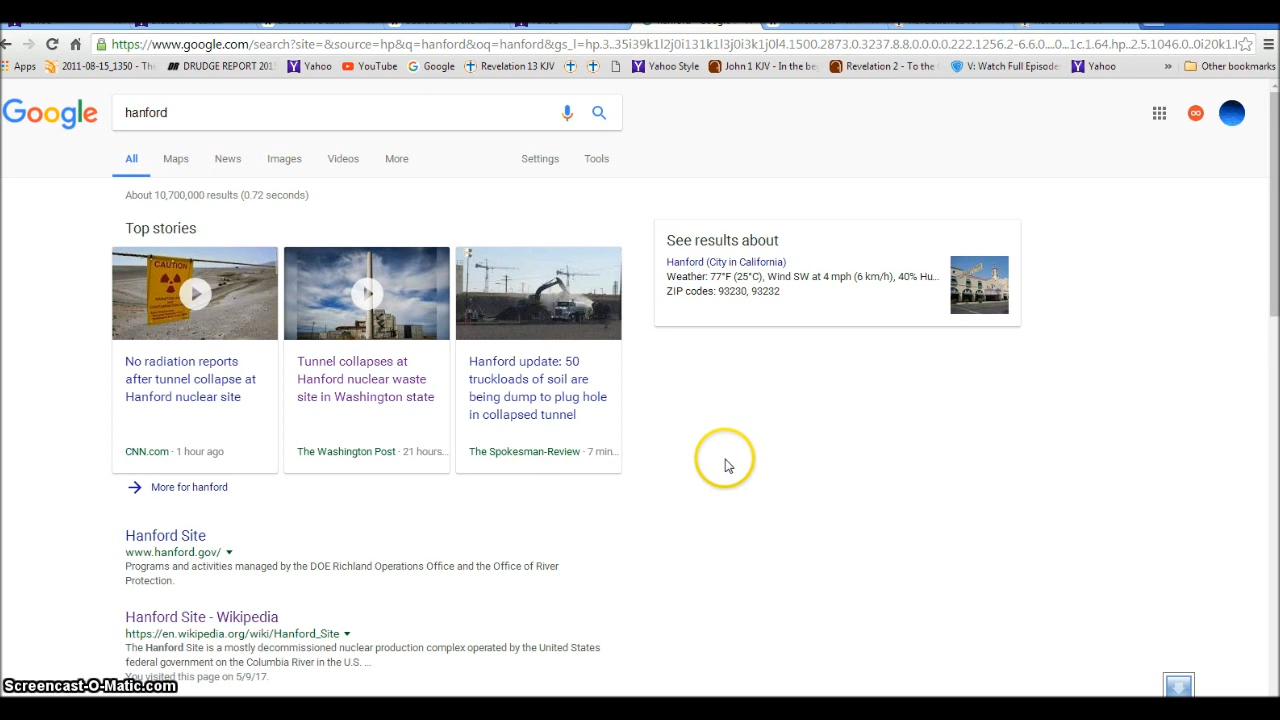 https://www.google.com/search?site=&source=hp&q=hanford&oq=hanford&gs_l=hp.3..35i39k1l2j0i131k1l3j0i3k1j0l4.1500.2873.0.3237.8.8.0.0.0.0.222.1256.2-6.6.0....0...1c.1.64.hp..2.5.1046.0..0i20k1.
Apps 2011-08-15_1350 - The DRUDGE REPORT 201 Yahoo YouTube Google Revelation 13 KJV Yahoo Style John 1 KJV - In the be Revelation 2 - To the V: Watch Full Episode Yahoo » Other bookmarks
Google
hanford
All Maps News Images Videos More Settings Tools
About 10,700,000 results (0.72 seconds)
Top stories
CAUTION
No radiation reports
after tunnel collapse at
Hanford nuclear site
CNN.com · 1 hour ago
Tunnel collapses at
Hanford nuclear waste
site in Washington state
The Washington Post · 21 hours...
Hanford update: 50
truckloads of soil are
being dump to plug hole
in collapsed tunnel
The Spokesman-Review · 7 min...
More for hanford
See results about
Hanford (City in California)
Weather: 77°F (25°C), Wind SW at 4 mph (6 km/h), 40% Hu...
ZIP codes: 93230, 93232
Hanford Site
www.hanford.gov/
Programs and activities managed by the DOE Richland Operations Office and the Office of River
Protection.
Hanford Site - Wikipedia
https://en.wikipedia.org/wiki/Hanford_Site
The Hanford Site is a mostly decommissioned nuclear production complex operated by the United States
federal government on the Columbia River in the U.S. ...
You visited this page on 5/9/17.
Screencast-O-Matic.com